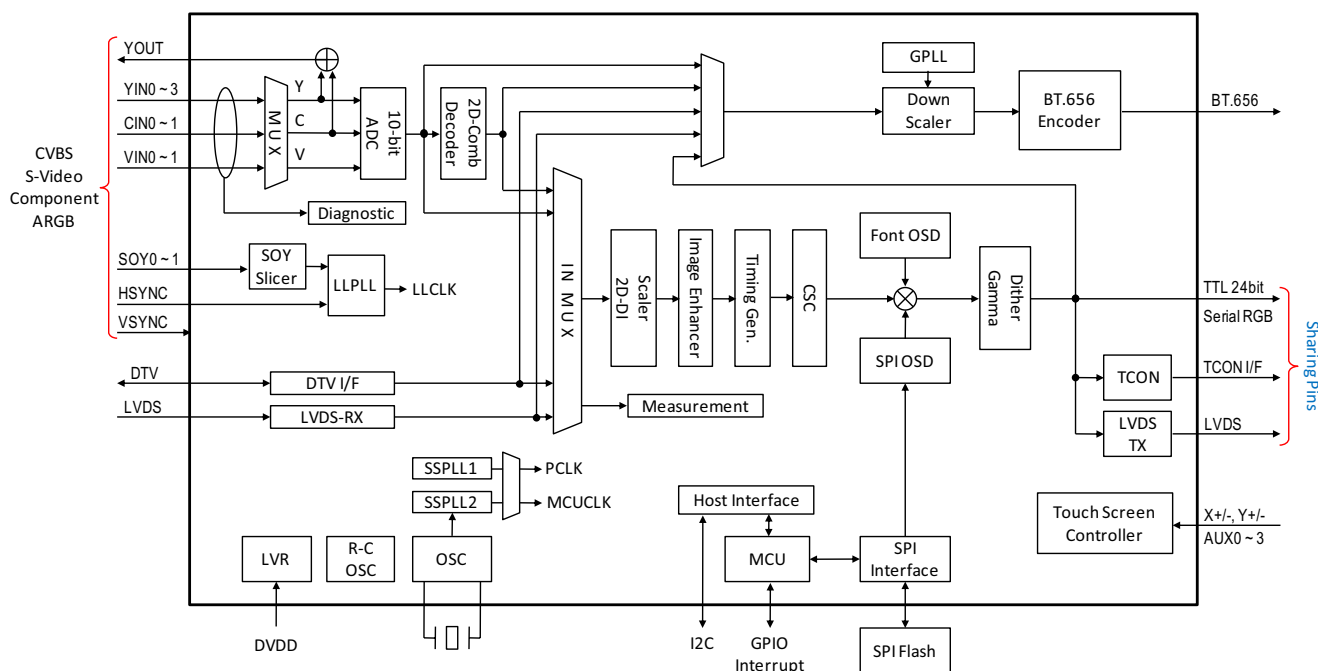 YOUT
YIN0 ~ 3
CIN0 ~ 1
VIN0 ~ 1
CVBS
S-Video
Component
ARGB
MUX
Y
C
V
10-bit
ADC
2D-Comb
Decoder
Diagnostic
GPLL
Down
Scaler
BT.656
Encoder
BT.656
SOY0 ~ 1
HSYNC
VSYNC
SOY
Slicer
LLPLL
LLCLK
DTV
LVDS
DTV I/F
LVDS-RX
IN MUX
Scaler
2D-DI
Image
Enhancer
Timing
Gen.
CSC
Font OSD
SPI OSD
Dither
Gamma
Measurement
TTL 24bit
Serial RGB
TCON
TCON I/F
LVDS
TX
LVDS
Sharing Pins
SSPLL1
SSPLL2
PCLK
MCUCLK
LVR
R-C
OSC
OSC
DVDD
Host Interface
MCU
SPI
Interface
I2C
GPIO
Interrupt
SPI Flash
Touch Screen
Controller
X+/-, Y+/-
AUX0 ~ 3